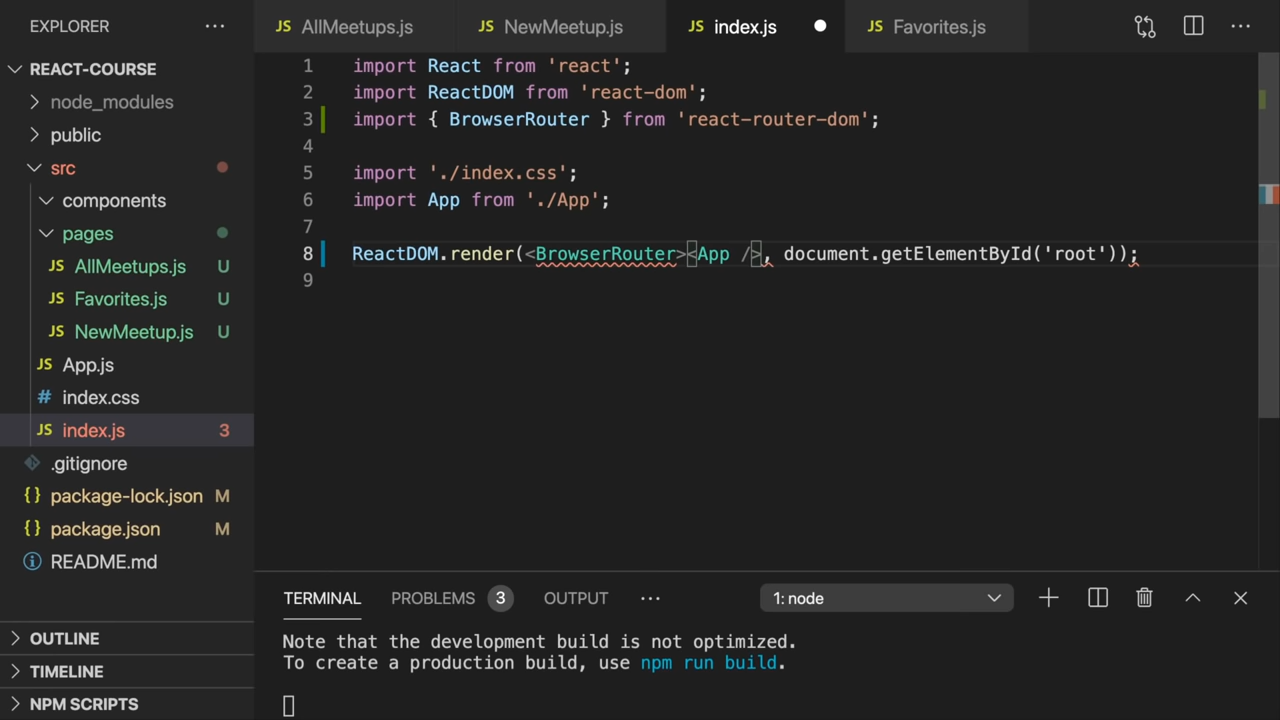 EXPLORER ···
REACT-COURSE
node_modules
public
src
components
pages
JS AllMeetups.js U
JS Favorites.js U
JS NewMeetup.js U
JS App.js
# index.css
JS index.js 3
.gitignore
{} package-lock.json M
{} package.json M
README.md
OUTLINE
TIMELINE
NPM SCRIPTS
JS AllMeetups.js JS NewMeetup.js JS index.js JS Favorites.js ···
1 import React from 'react';
2 import ReactDOM from 'react-dom';
3 import { BrowserRouter } from 'react-router-dom';
4
5 import './index.css';
6 import App from './App';
7
8 ReactDOM.render(<BrowserRouter><App />, document.getElementById('root'));
9
TERMINAL PROBLEMS 3 OUTPUT ··· 1: node
Note that the development build is not optimized.
To create a production build, use npm run build.